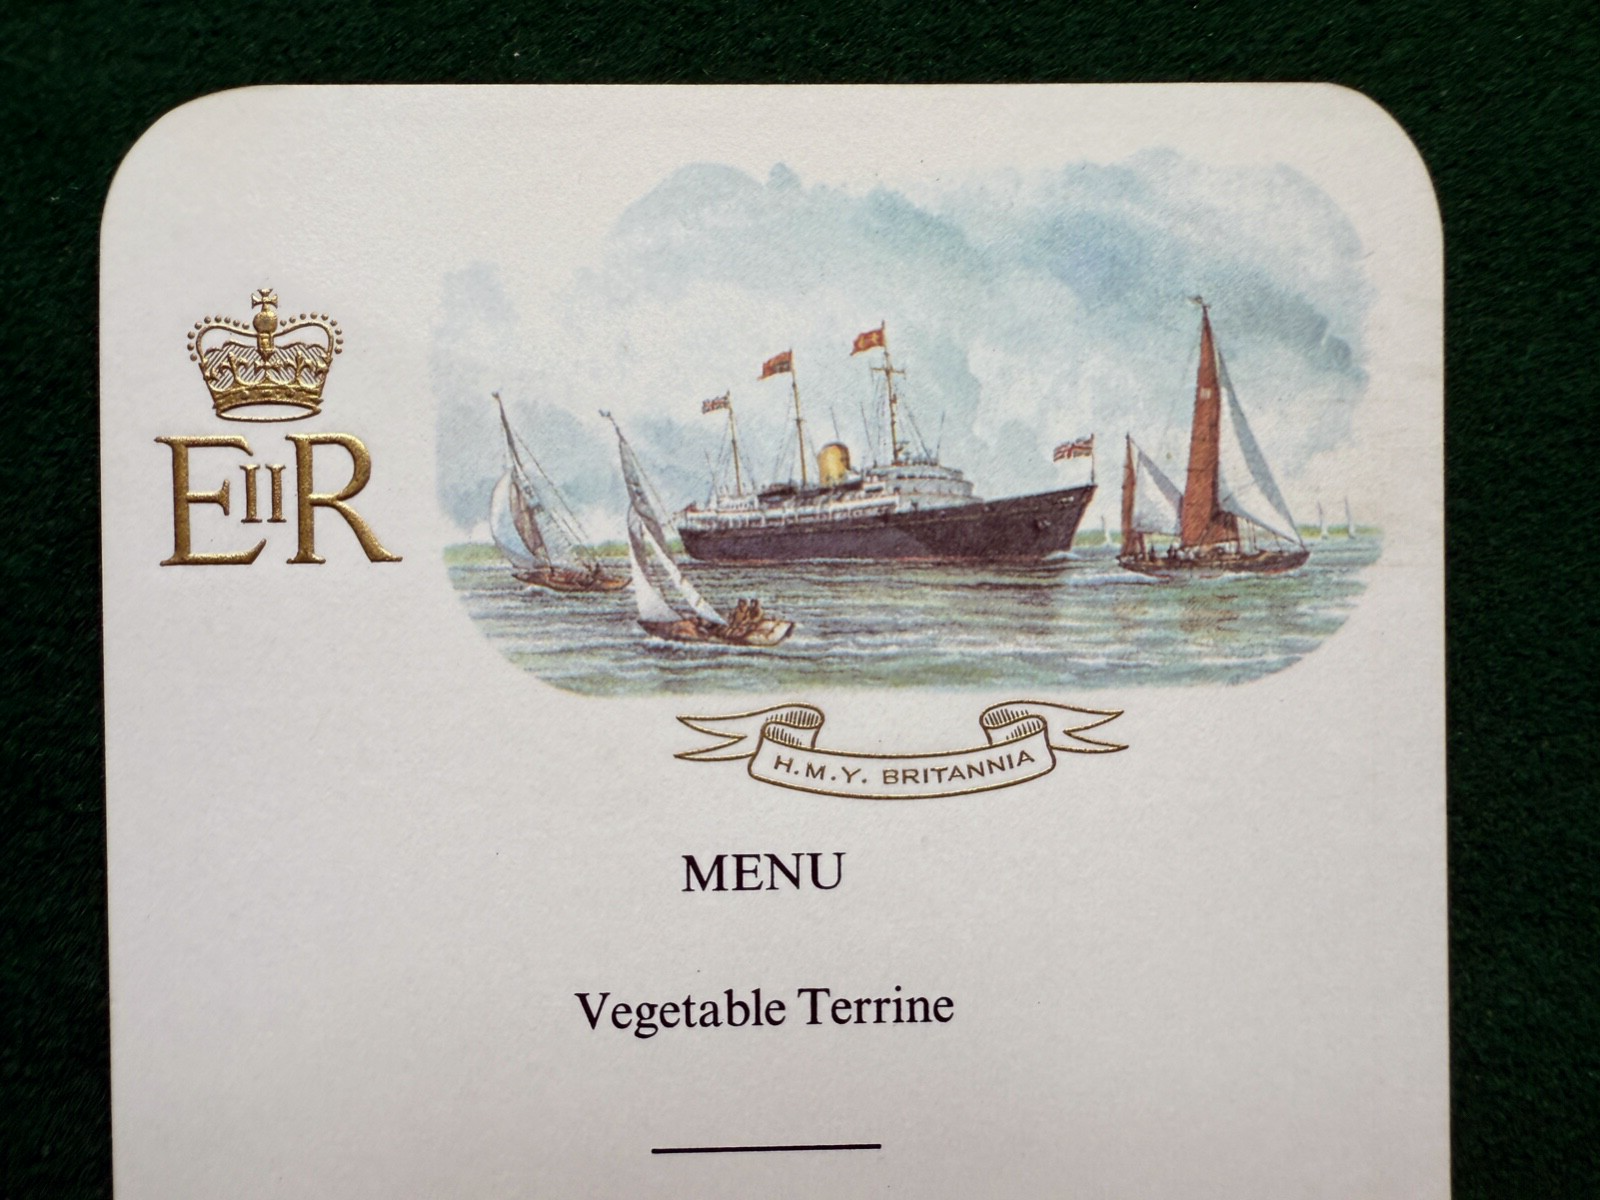 EIIR
H.M.Y. BRITANNIA
MENU
Vegetable Terrine